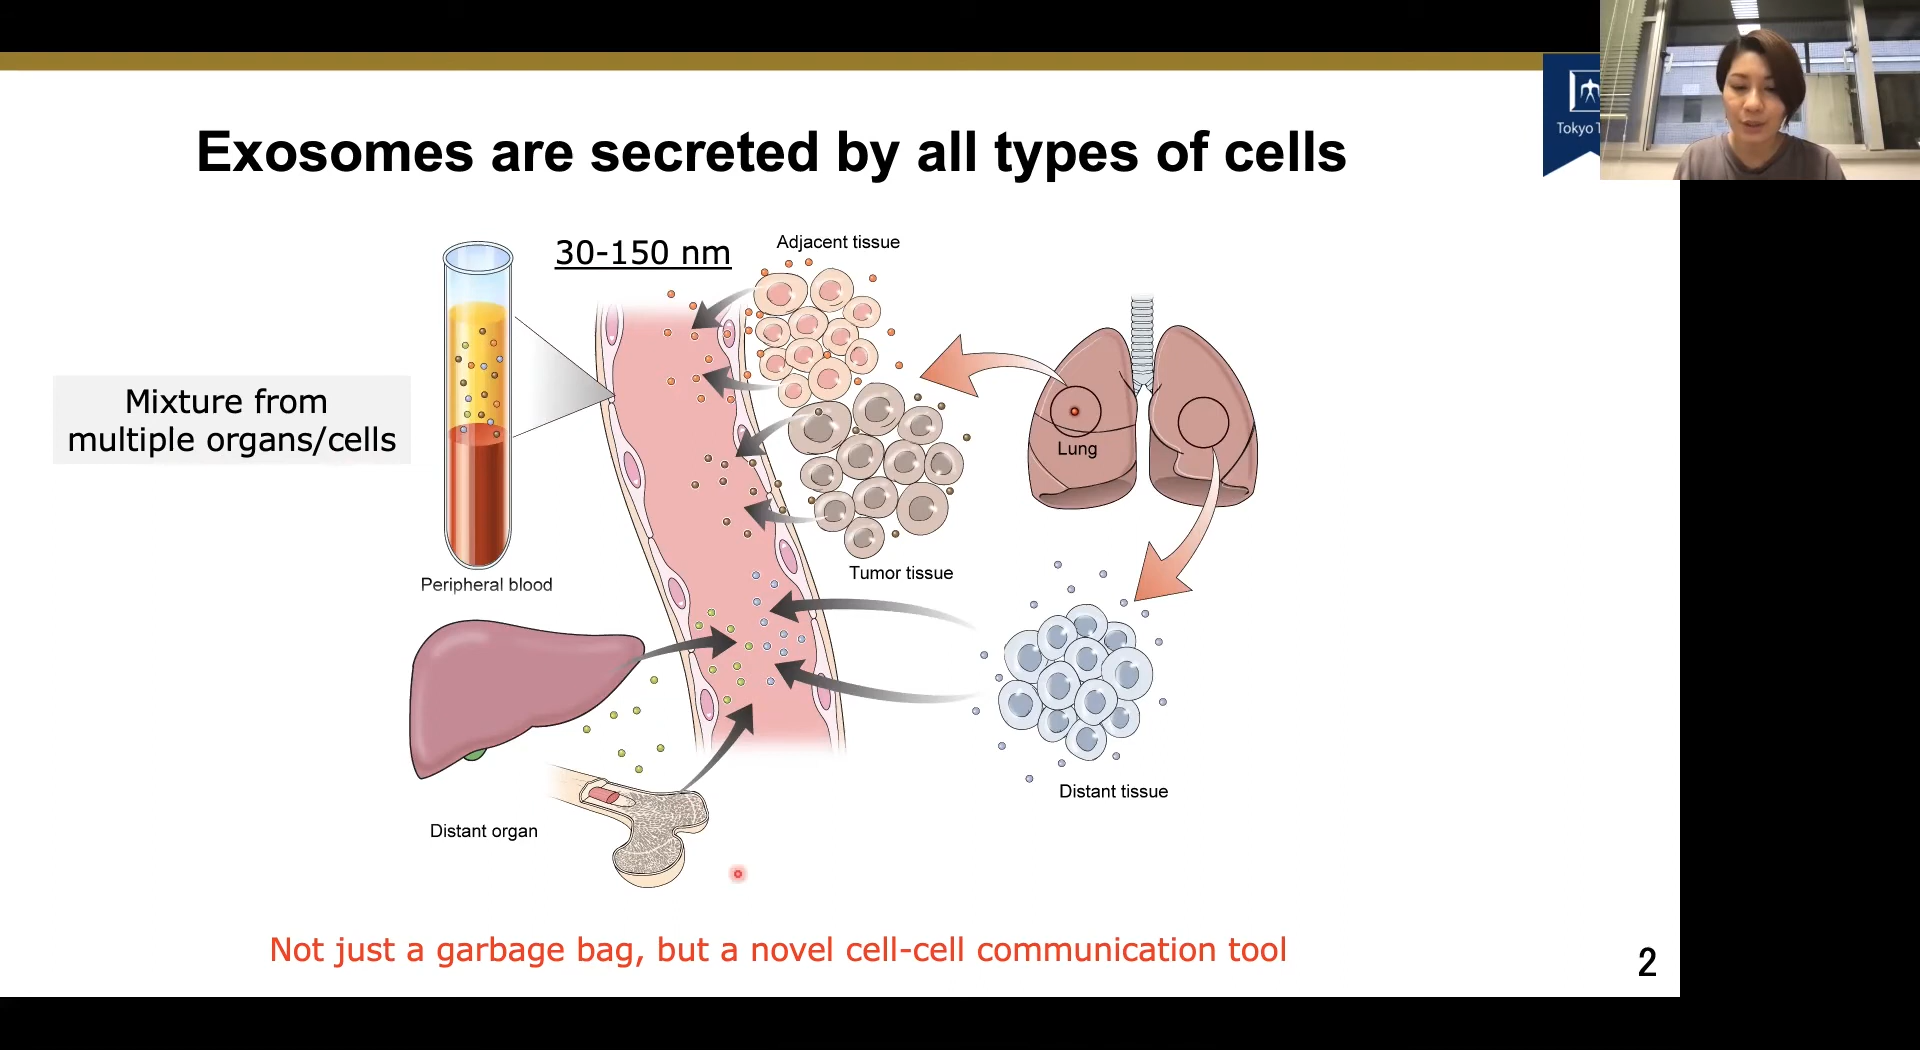 Exosomes are secreted by all types of cells
Tokyo
30-150 nm
Adjacent tissue
Mixture from
multiple organs/cells
Lung
Peripheral blood
Tumor tissue
Distant tissue
Distant organ
Not just a garbage bag, but a novel cell-cell communication tool
2